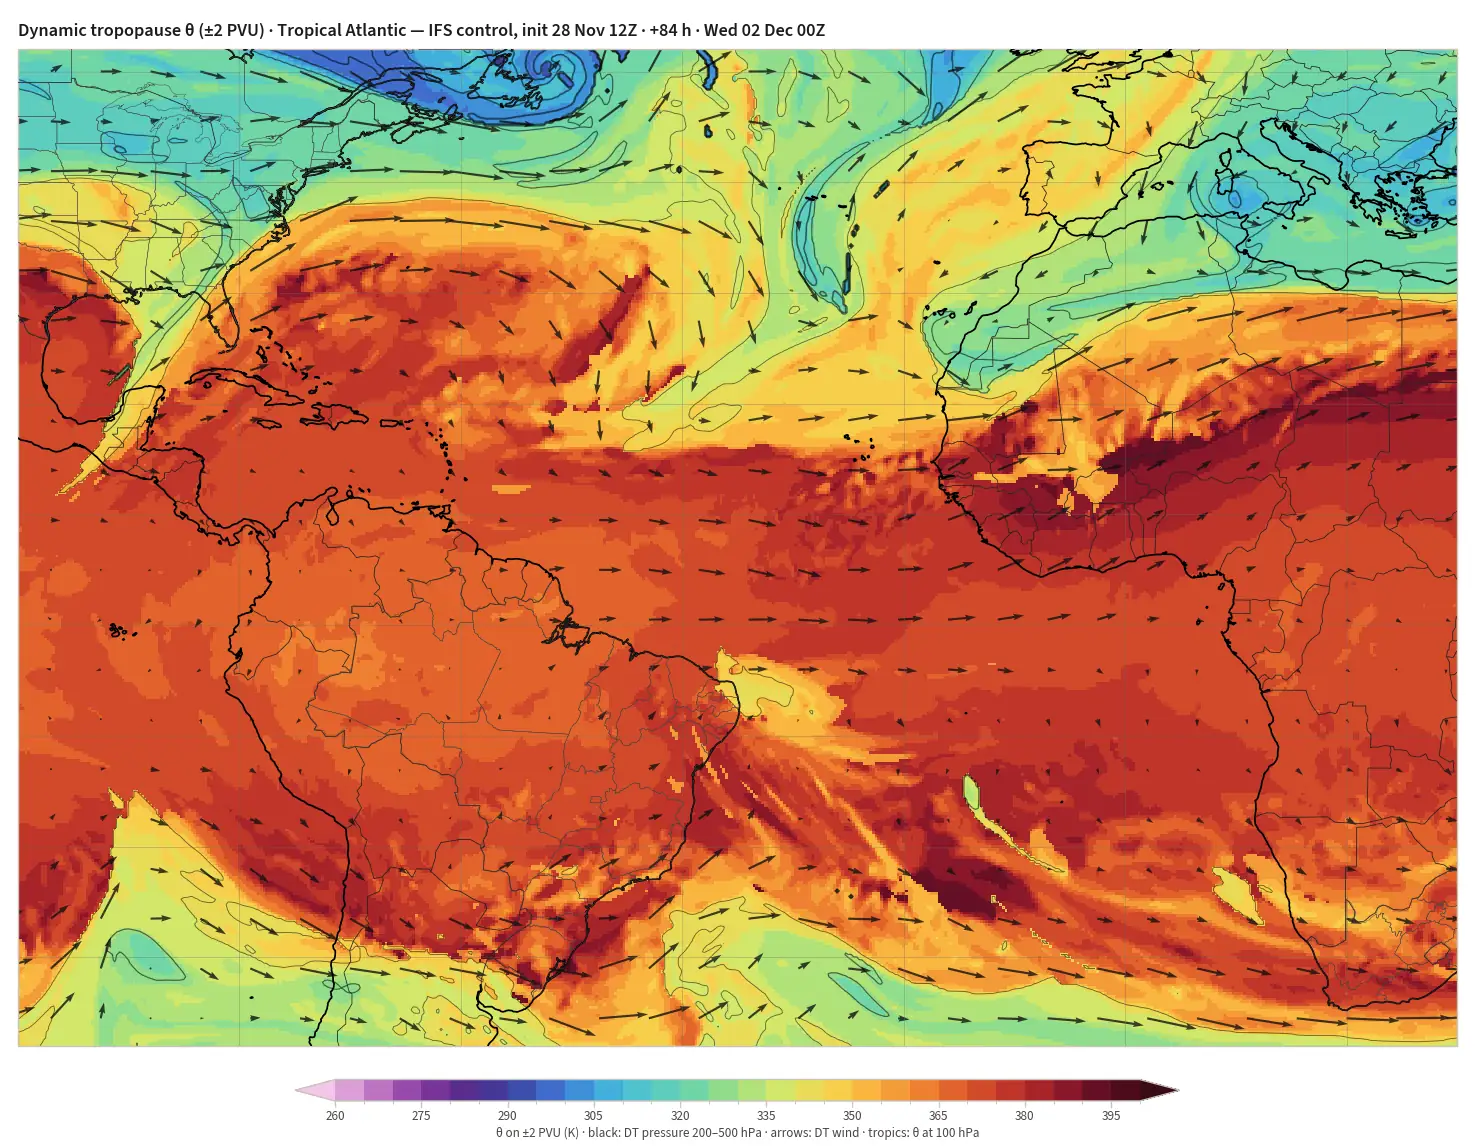 Dynamic tropopause θ (±2 PVU) · Tropical Atlantic — IFS control, init 28 Nov 12Z · +84 h · Wed 02 Dec 00Z
260 275 290 305 320 335 350 365 380 395
θ on ±2 PVU (K) · black: DT pressure 200–500 hPa · arrows: DT wind · tropics: θ at 100 hPa